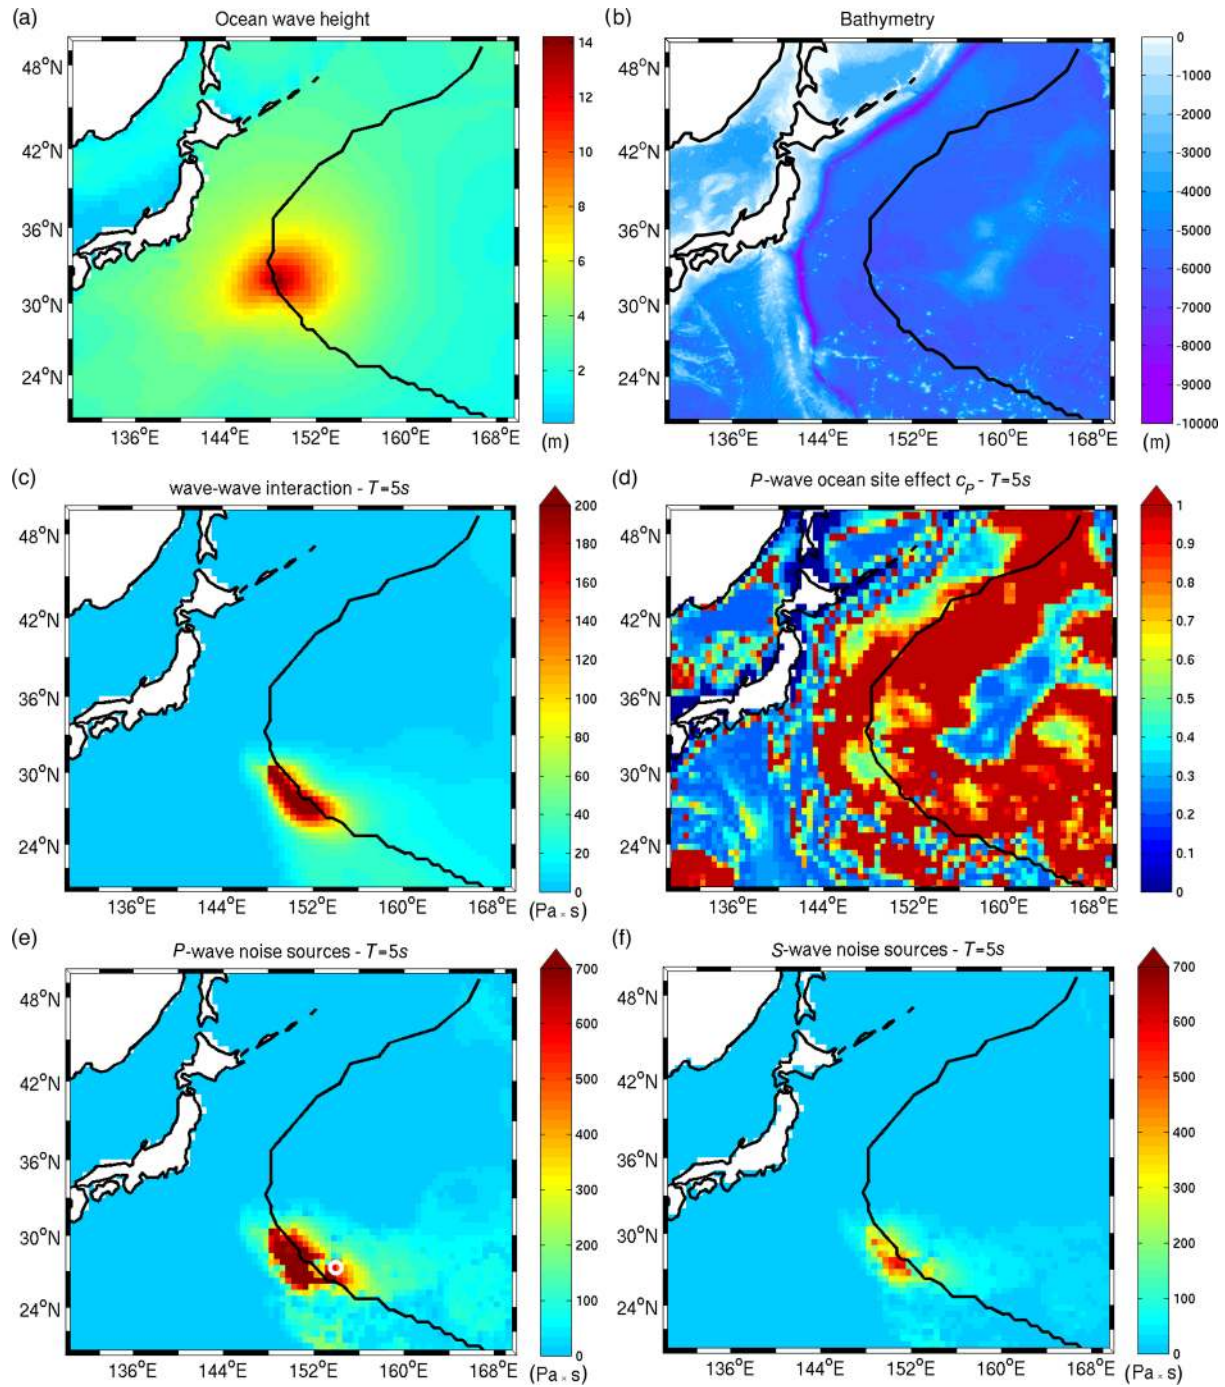 (a) Ocean wave height
48°N
42°N
36°N
30°N
24°N
136°E 144°E 152°E 160°E 168°E
14
12
10
8
6
4
2
(m)
(b) Bathymetry
48°N
42°N
36°N
30°N
24°N
136°E 144°E 152°E 160°E 168°E
0
-1000
-2000
-3000
-4000
-5000
-6000
-7000
-8000
-9000
-10000
(m)
(c) wave-wave interaction - T=5s
48°N
42°N
36°N
30°N
24°N
136°E 144°E 152°E 160°E 168°E
200
180
160
140
120
100
80
60
40
20
0
(Pa × s)
(d) P-wave ocean site effect cP - T=5s
48°N
42°N
36°N
30°N
24°N
136°E 144°E 152°E 160°E 168°E
1
0.9
0.8
0.7
0.6
0.5
0.4
0.3
0.2
0.1
0
(e) P-wave noise sources - T=5s
48°N
42°N
36°N
30°N
24°N
136°E 144°E 152°E 160°E 168°E
700
600
500
400
300
200
100
0
(Pa × s)
(f) S-wave noise sources - T=5s
48°N
42°N
36°N
30°N
24°N
136°E 144°E 152°E 160°E 168°E
700
600
500
400
300
200
100
0
(Pa × s)